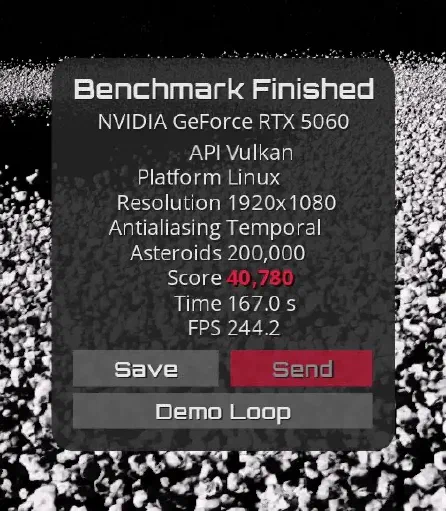 Benchmark Finished
NVIDIA GeForce RTX 5060
API Vulkan
Platform Linux
Resolution 1920x1080
Antialiasing Temporal
Asteroids 200,000
Score 40,780
Time 167.0 s
FPS 244.2
Save Send
Demo Loop